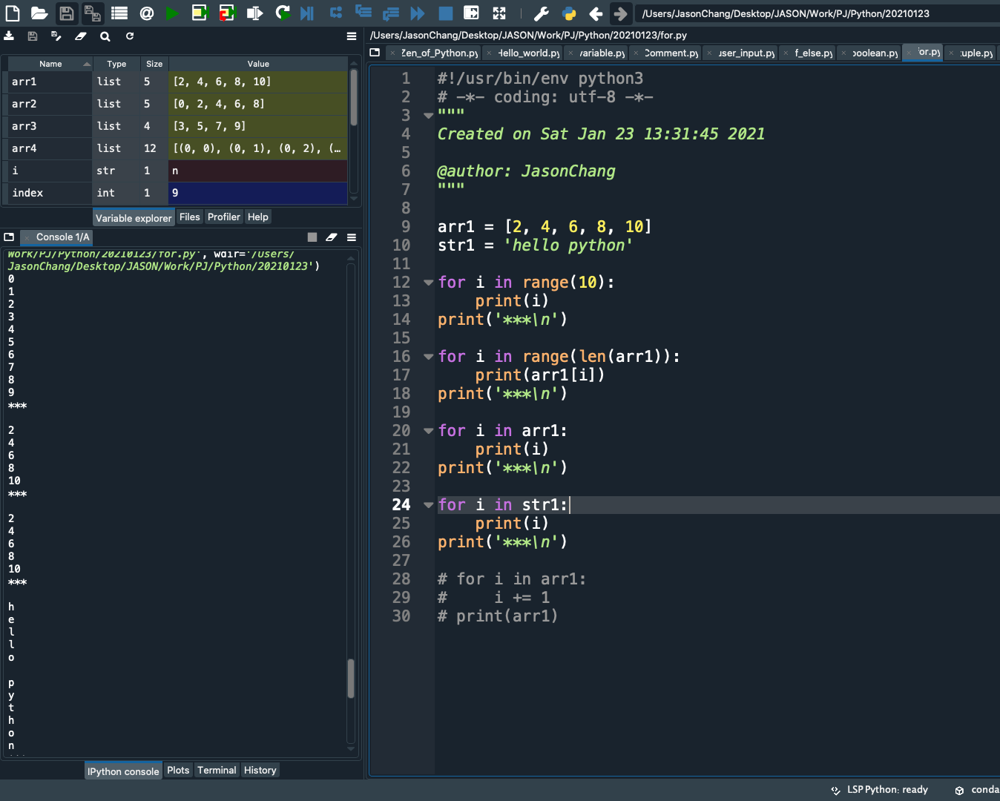 /Users/JasonChang/Desktop/JASON/Work/PJ/Python/20210123
/Users/JasonChang/Desktop/JASON/Work/PJ/Python/20210123/for.py
Zen_of_Python.py Hello_world.py variable.py Comment.py user_input.py f_else.py boolean.py for.py tuple.py
Name Type Size Value
arr1 list 5 [2, 4, 6, 8, 10]
arr2 list 5 [0, 2, 4, 6, 8]
arr3 list 4 [3, 5, 7, 9]
arr4 list 12 [(0, 0), (0, 1), (0, 2), (…
i str 1 n
index int 1 9
Variable explorer Files Profiler Help
Console 1/A
Work/PJ/Python/20210123/for.py', wdir='/Users/
JasonChang/Desktop/JASON/Work/PJ/Python/20210123')
0
1
2
3
4
5
6
7
8
9
***
2
4
6
8
10
***
2
4
6
8
10
***
h
e
l
l
o
p
y
t
h
o
n
IPython console Plots Terminal History
1 #!/usr/bin/env python3
2 # -*- coding: utf-8 -*-
3 """
4 Created on Sat Jan 23 13:31:45 2021
5
6 @author: JasonChang
7 """
8
9 arr1 = [2, 4, 6, 8, 10]
10 str1 = 'hello python'
11
12 for i in range(10):
13     print(i)
14 print('***\n')
15
16 for i in range(len(arr1)):
17     print(arr1[i])
18 print('***\n')
19
20 for i in arr1:
21     print(i)
22 print('***\n')
23
24 for i in str1:
25     print(i)
26 print('***\n')
27
28 # for i in arr1:
29 #     i += 1
30 # print(arr1)
LSP Python: ready conda